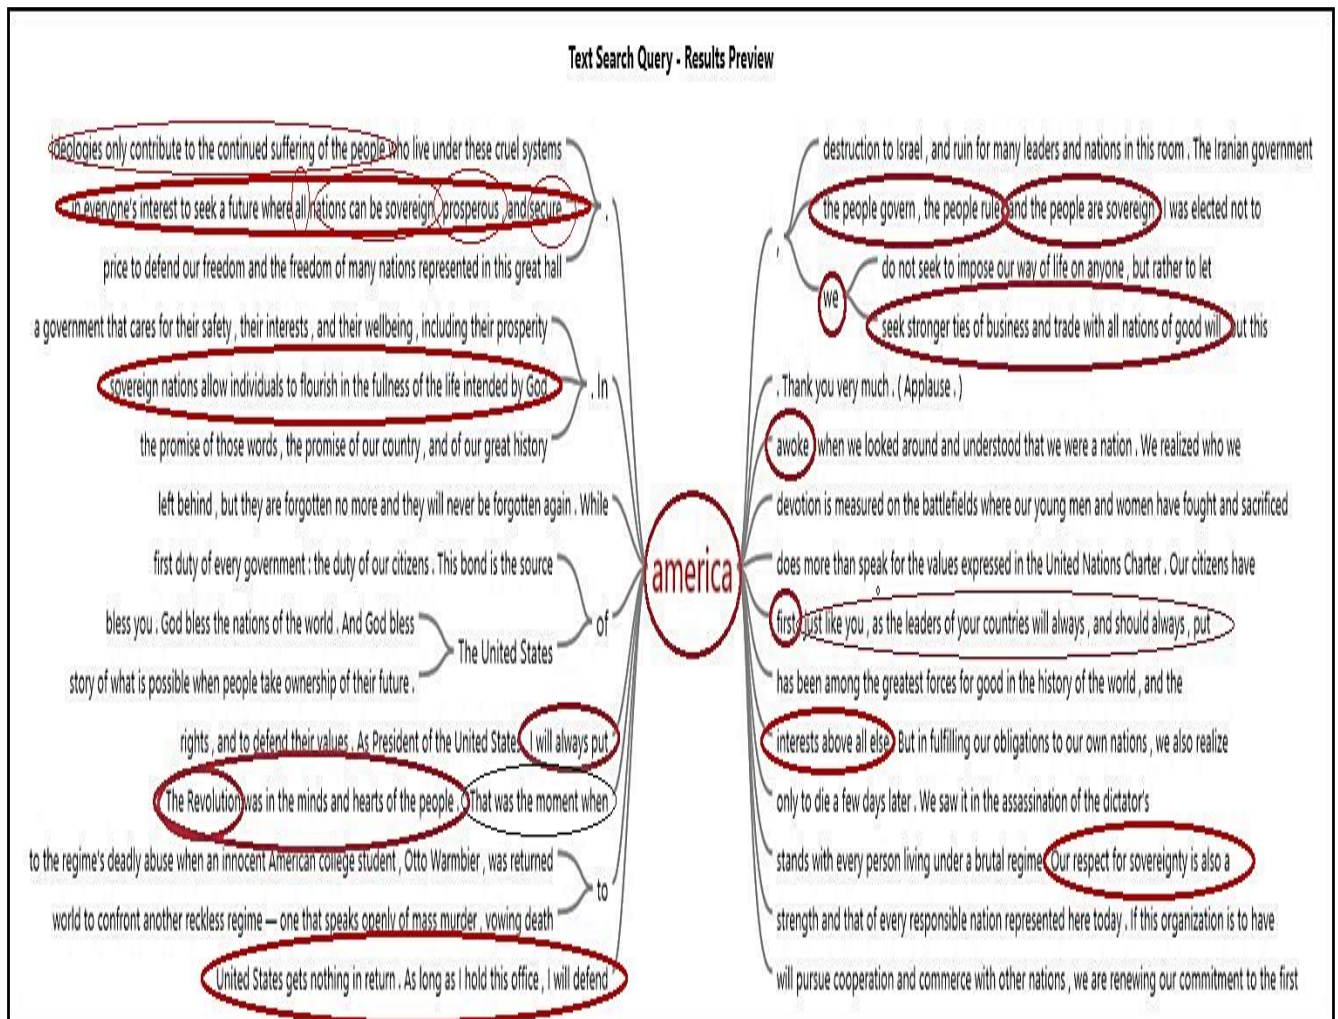 Text Search Query - Results Preview
ideologies only contribute to the continued suffering of the people who live under these cruel systems
in everyone's interest to seek a future where all nations can be sovereign , prosperous , and secure
price to defend our freedom and the freedom of many nations represented in this great hall
.
a government that cares for their safety , their interests , and their wellbeing , including their prosperity
sovereign nations allow individuals to flourish in the fullness of the life intended by God
the promise of those words , the promise of our country , and of our great history
. In
left behind , but they are forgotten no more and they will never be forgotten again . While
first duty of every government : the duty of our citizens . This bond is the source
bless you . God bless the nations of the world . And God bless
story of what is possible when people take ownership of their future .
The United States
of
rights , and to defend their values . As President of the United States , I will always put
The Revolution was in the minds and hearts of the people . That was the moment when
to the regime's deadly abuse when an innocent American college student , Otto Warmbier , was returned
world to confront another reckless regime — one that speaks openly of mass murder , vowing death
to
United States gets nothing in return . As long as I hold this office , I will defend
america
,
destruction to Israel , and ruin for many leaders and nations in this room . The Iranian government
the people govern , the people rule , and the people are sovereign . I was elected not to
we
do not seek to impose our way of life on anyone , but rather to let
seek stronger ties of business and trade with all nations of good will , but this
. Thank you very much . ( Applause . )
awoke , when we looked around and understood that we were a nation . We realized who we
devotion is measured on the battlefields where our young men and women have fought and sacrificed
does more than speak for the values expressed in the United Nations Charter . Our citizens have
first , just like you , as the leaders of your countries will always , and should always , put
has been among the greatest forces for good in the history of the world , and the
interests above all else . But in fulfilling our obligations to our own nations , we also realize
only to die a few days later . We saw it in the assassination of the dictator's
stands with every person living under a brutal regime . Our respect for sovereignty is also a
strength and that of every responsible nation represented here today . If this organization is to have
will pursue cooperation and commerce with other nations , we are renewing our commitment to the first